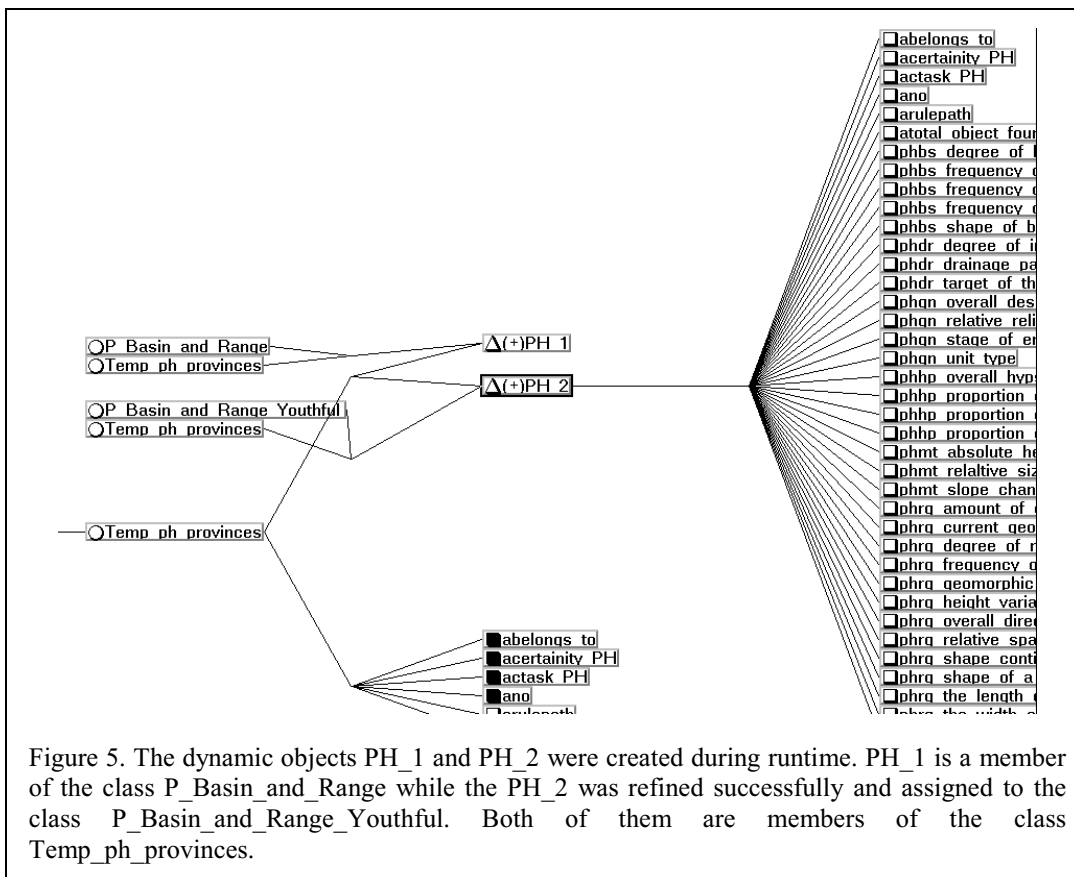 P Basin and Range
Temp ph provinces
P Basin and Range Youthful
Temp ph provinces
Temp ph provinces
(+)PH 1
(+)PH 2
abelongs to
acertainity PH
actask PH
ano
arulepath
abelongs to
acertainity PH
actask PH
ano
arulepath
atotal object four
phbs degree of
phbs frequency
phbs frequency
phbs frequency
phbs shape of b
phdr degree of i
phdr drainage pa
phdr target of th
phgn overall des
phgn relative reli
phgn stage of er
phgn unit type
phhp overall hyps
phhp proportion
phhp proportion
phhp proportion
phmt absolute he
phmt relaltive siz
phmt slope chan
phrg amount of
phrg current geo
phrg degree of r
phrg frequency o
phrg geomorphic
phrg height varia
phrg overall direc
phrg relative spa
phrg shape conti
phrg shape of a
phrg the length
phrg the width
Figure 5. The dynamic objects PH_1 and PH_2 were created during runtime. PH_1 is a member
of the class P_Basin_and_Range while the PH_2 was refined successfully and assigned to the
class P_Basin_and_Range_Youthful. Both of them are members of the class
Temp_ph_provinces.